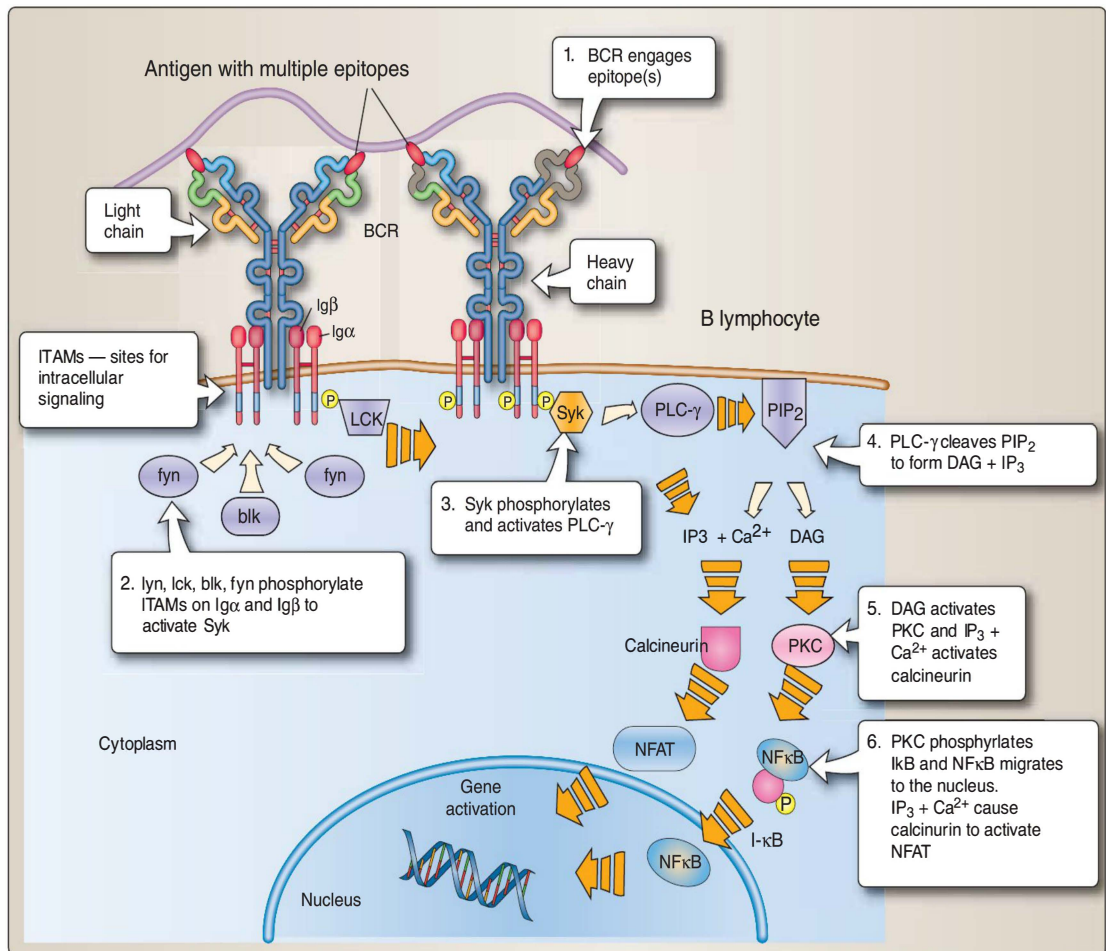 Antigen with multiple epitopes
1. BCR engages
epitope(s)
Light
chain
BCR
Heavy
chain
Igβ
Igα
B lymphocyte
ITAMs — sites for
intracellular
signaling
P
LCK
P
P
P
Syk
PLC-γ
PIP2
fyn
fyn
blk
4. PLC-γ cleaves PIP2
to form DAG + IP3
3. Syk phosphorylates
and activates PLC-γ
IP3 + Ca2+
DAG
2. lyn, lck, blk, fyn phosphorylate
ITAMs on Igα and Igβ to
activate Syk
Calcineurin
PKC
5. DAG activates
PKC and IP3 +
Ca2+ activates
calcineurin
Cytoplasm
NFAT
NFκB
P
I-κB
6. PKC phosphyrlates
IkB and NFκB migrates
to the nucleus.
IP3 + Ca2+ cause
calcinurin to activate
NFAT
Gene
activation
NFκB
Nucleus